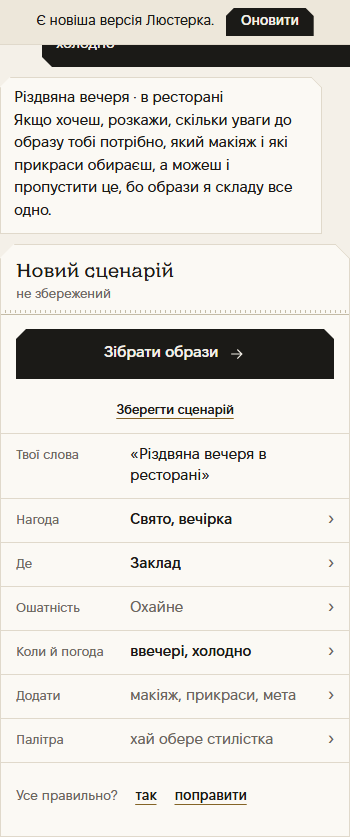 Є новіша версія Люстерка.
Оновити
холодно
Різдвяна вечеря · в ресторані
Якщо хочеш, розкажи, скільки уваги до
образу тобі потрібно, який макіяж і які
прикраси обираєш, а можеш і
пропустити це, бо образи я складу все
одно.
Новий сценарій
не збережений
Зібрати образи →
Зберегти сценарій
Твої слова
«Різдвяна вечеря в
ресторані»
Нагода
Свято, вечірка
Де
Заклад
Ошатність
Охайне
Коли й погода
ввечері, холодно
Додати
макіяж, прикраси, мета
Палітра
хай обере стилістка
Усе правильно? так поправити